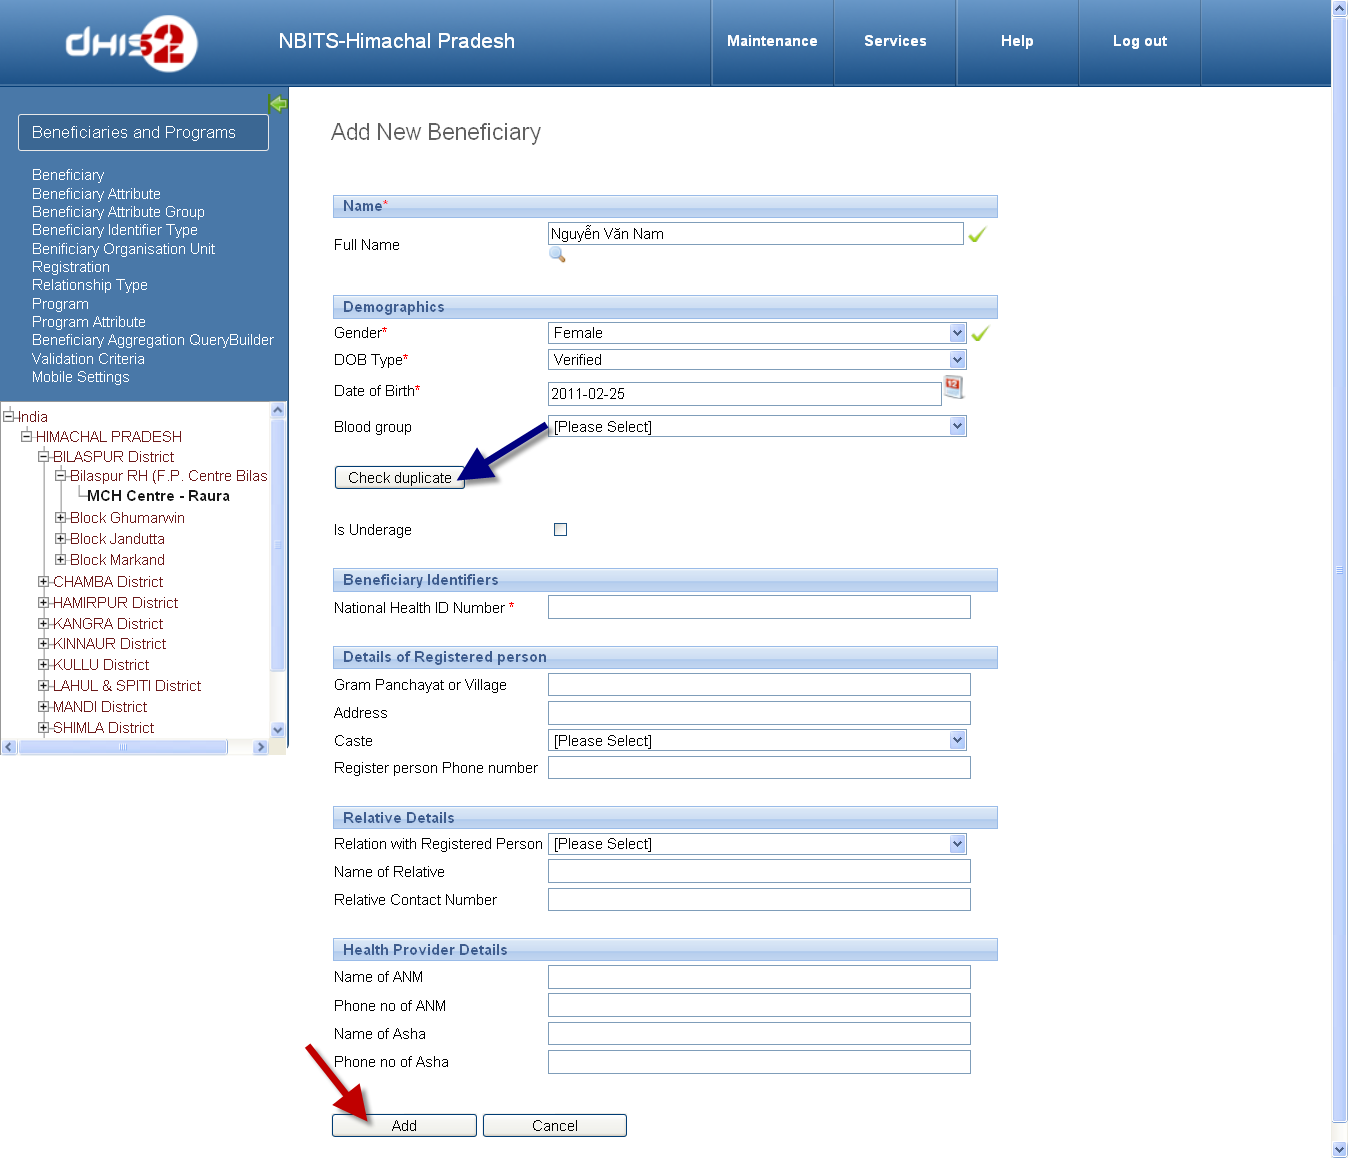 dHIS2
NBITS-Himachal Pradesh
Maintenance
Services
Help
Log out
Beneficiaries and Programs
Beneficiary
Beneficiary Attribute
Beneficiary Attribute Group
Beneficiary Identifier Type
Benificiary Organisation Unit
Registration
Relationship Type
Program
Program Attribute
Beneficiary Aggregation QueryBuilder
Validation Criteria
Mobile Settings
India
HIMACHAL PRADESH
BILASPUR District
Bilaspur RH (F.P. Centre Bilas
MCH Centre - Raura
Block Ghumarwin
Block Jandutta
Block Markand
CHAMBA District
HAMIRPUR District
KANGRA District
KINNAUR District
KULLU District
LAHUL & SPITI District
MANDI District
SHIMLA District
Add New Beneficiary
Name*
Full Name Nguyễn Văn Nam
Demographics
Gender* Female
DOB Type* Verified
Date of Birth* 2011-02-25 12
Blood group [Please Select]
Check duplicate
Is Underage
Beneficiary Identifiers
National Health ID Number *
Details of Registered person
Gram Panchayat or Village
Address
Caste [Please Select]
Register person Phone number
Relative Details
Relation with Registered Person [Please Select]
Name of Relative
Relative Contact Number
Health Provider Details
Name of ANM
Phone no of ANM
Name of Asha
Phone no of Asha
Add Cancel